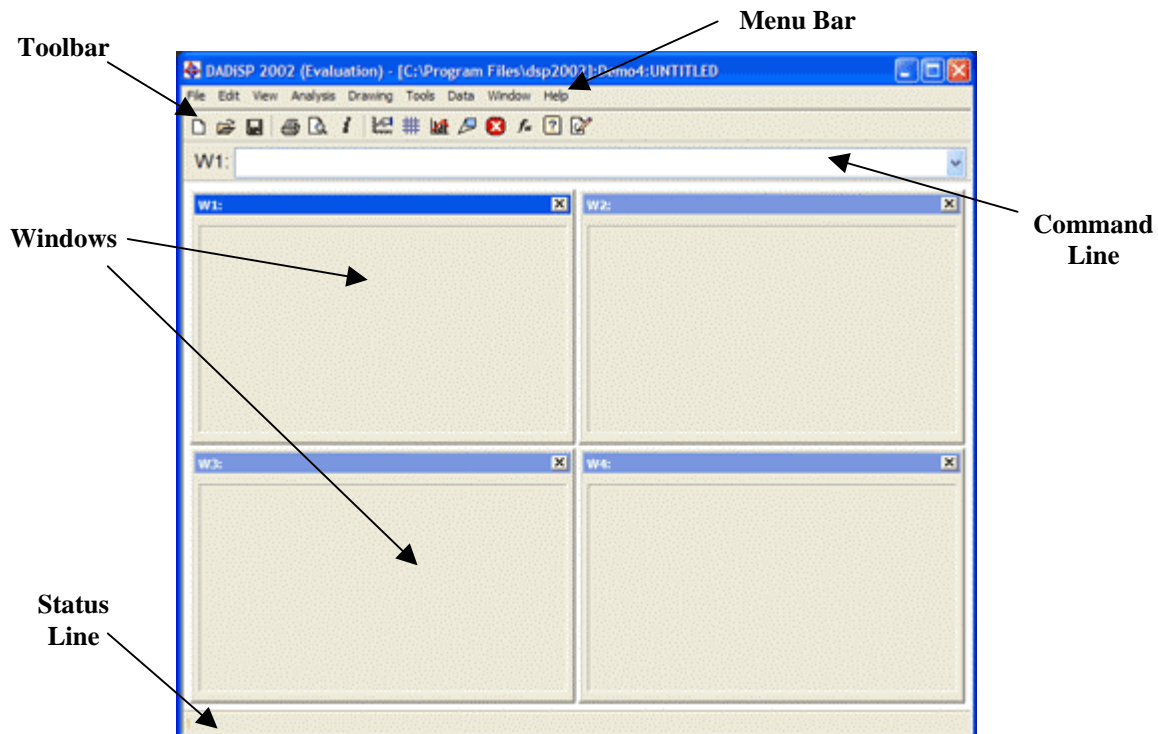 Menu Bar
Toolbar
DADiSP 2002 (Evaluation) - [C:\Program Files\dsp2002]:Demo4:UNTITLED
File Edit View Analysis Drawing Tools Data Window Help
W1:
W1:
W2:
Windows
Command
Line
W3:
W4:
Status
Line